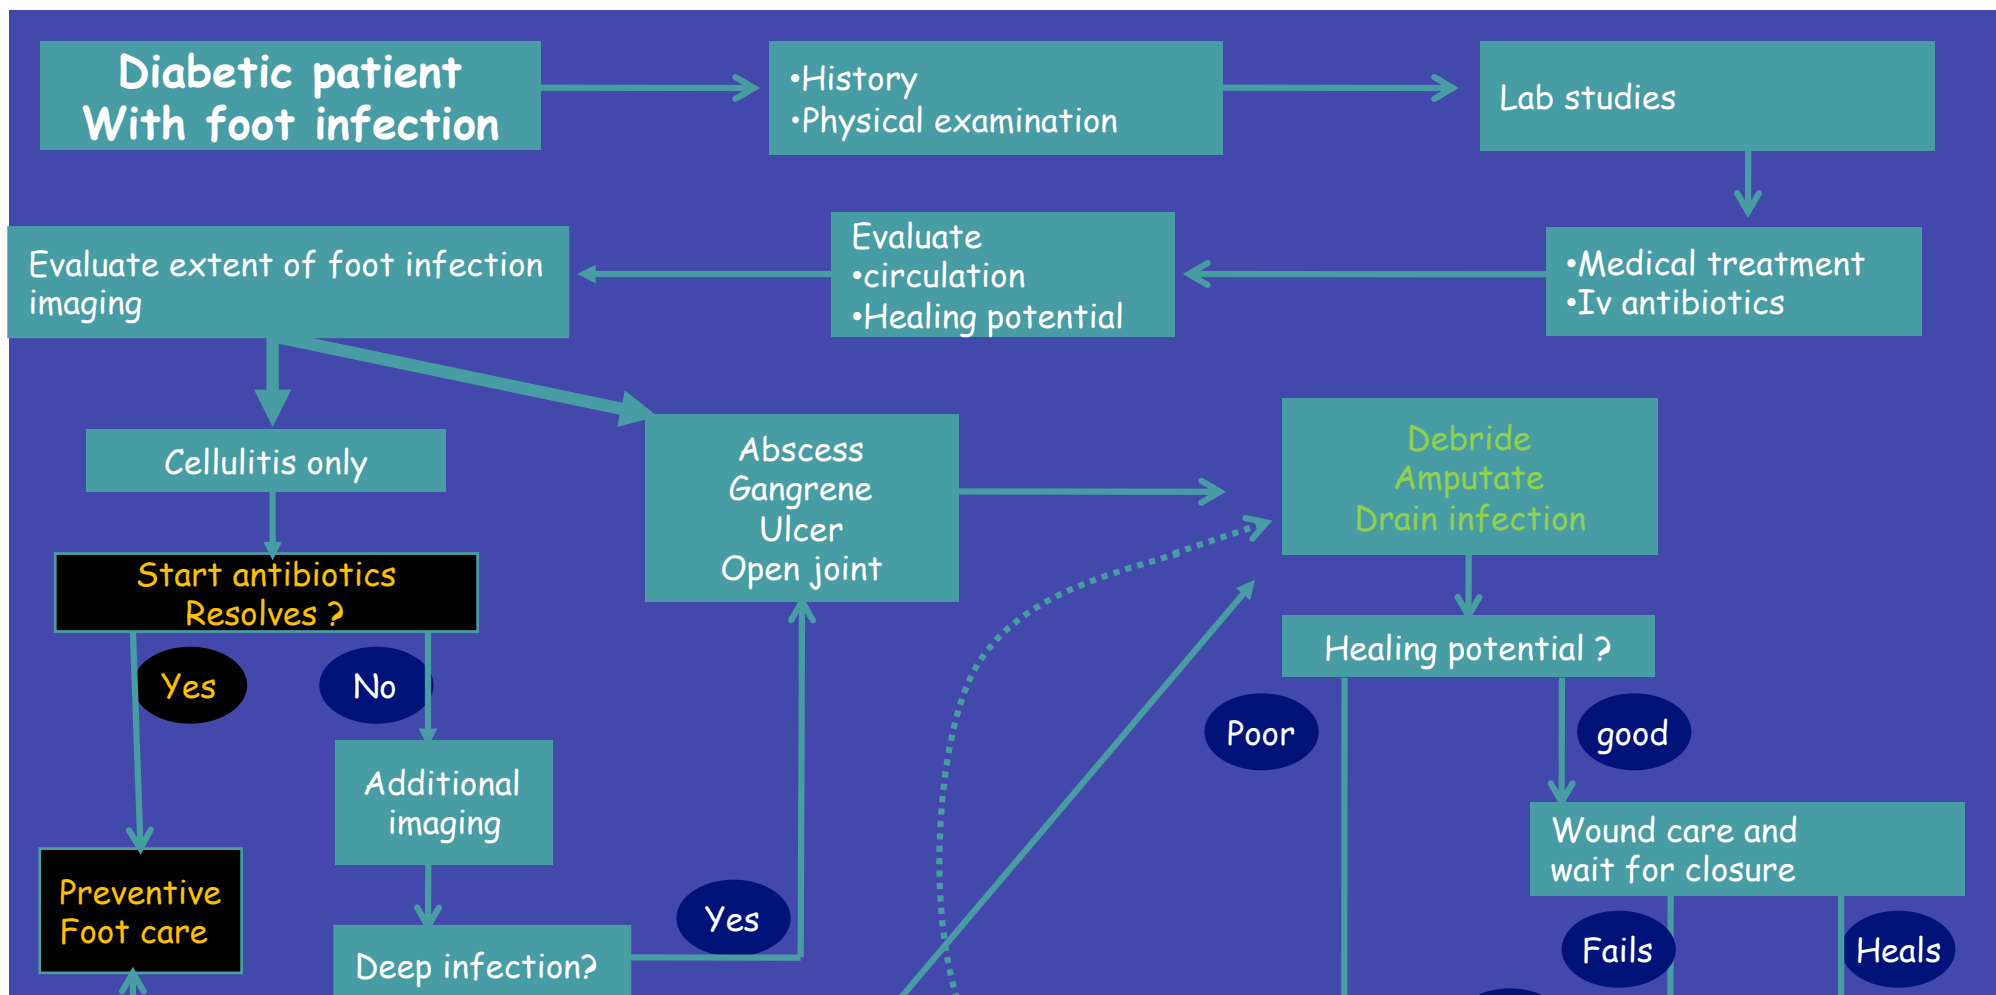 Diabetic patient
With foot infection
•History
•Physical examination
Lab studies
Evaluate extent of foot infection
imaging
Evaluate
•circulation
•Healing potential
•Medical treatment
•Iv antibiotics
Cellulitis only
Abscess
Gangrene
Ulcer
Open joint
Debride
Amputate
Drain infection
Start antibiotics
Resolves ?
Healing potential ?
Yes
No
Poor
good
Additional
imaging
Wound care and
wait for closure
Preventive
Foot care
Yes
Deep infection?
Fails
Heals